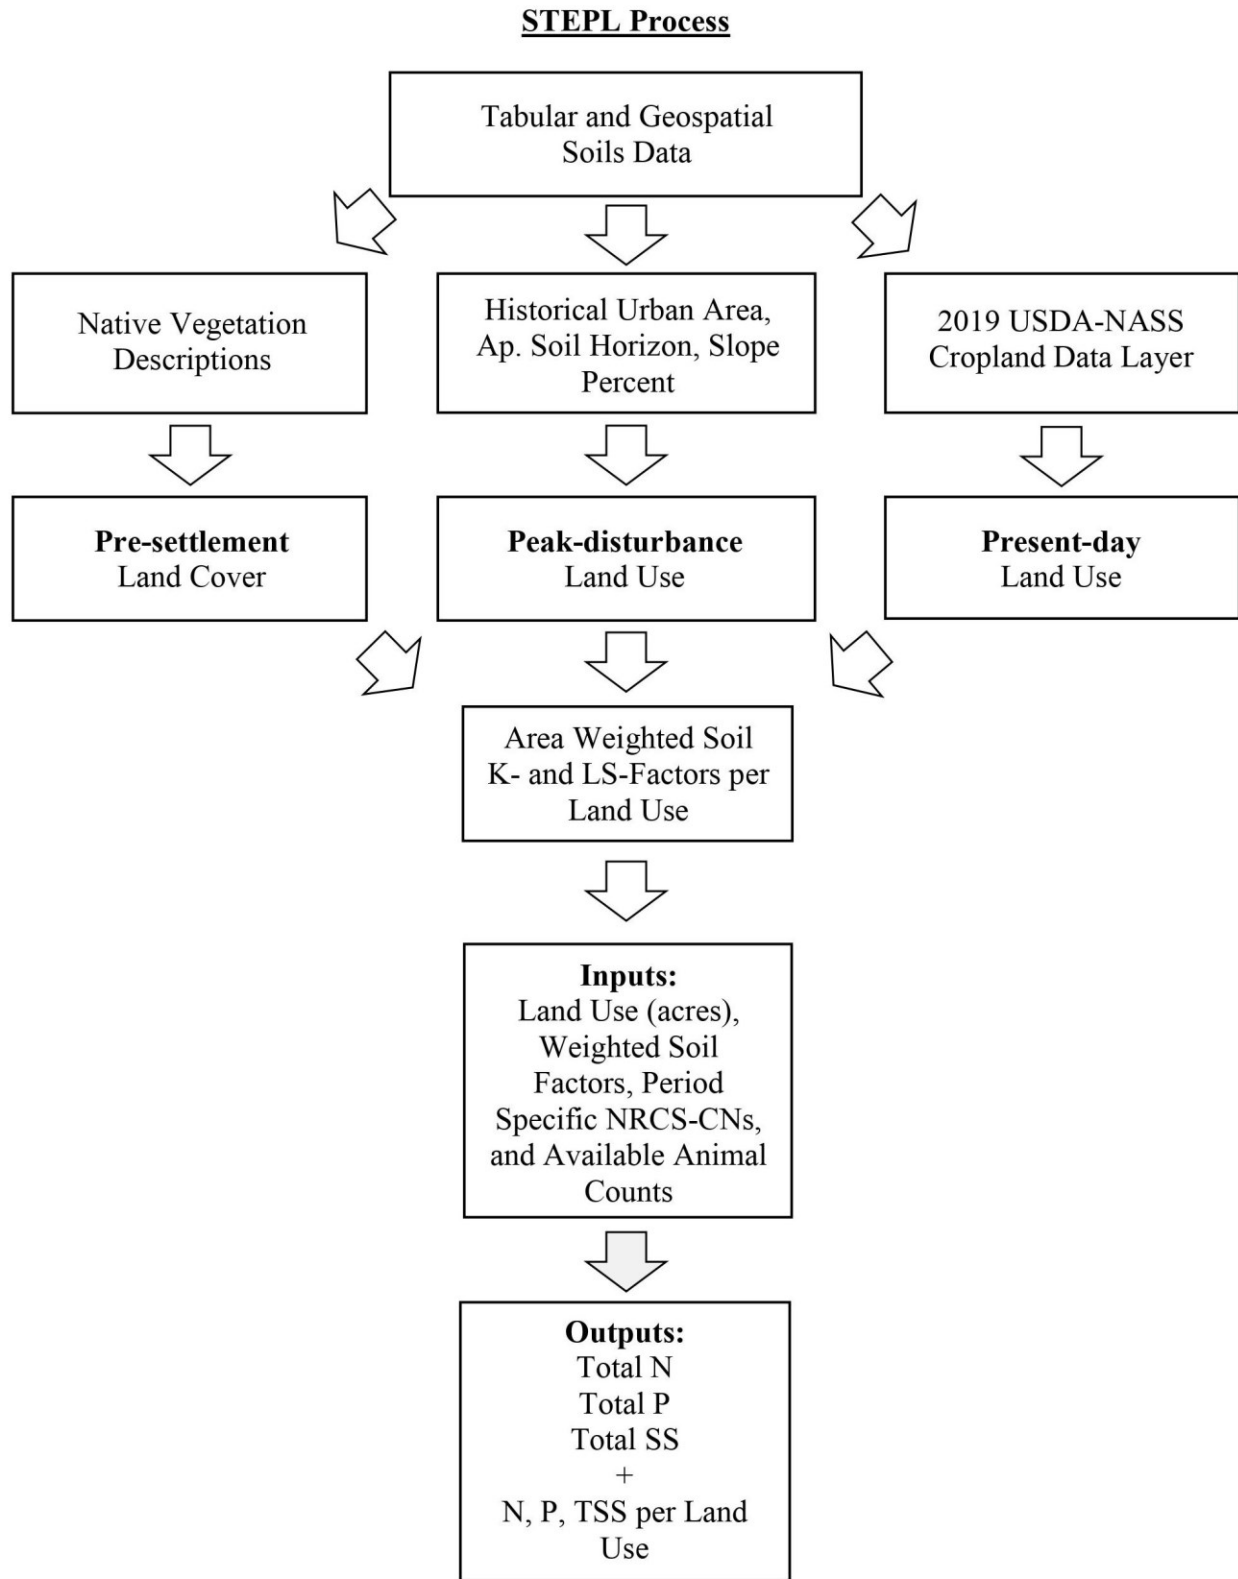 STEPL Process
Tabular and Geospatial
Soils Data
Native Vegetation
Descriptions
Historical Urban Area,
Ap. Soil Horizon, Slope
Percent
2019 USDA-NASS
Cropland Data Layer
Pre-settlement
Land Cover
Peak-disturbance
Land Use
Present-day
Land Use
Area Weighted Soil
K- and LS-Factors per
Land Use
Inputs:
Land Use (acres),
Weighted Soil
Factors, Period
Specific NRCS-CNs,
and Available Animal
Counts
Outputs:
Total N
Total P
Total SS
+
N, P, TSS per Land
Use